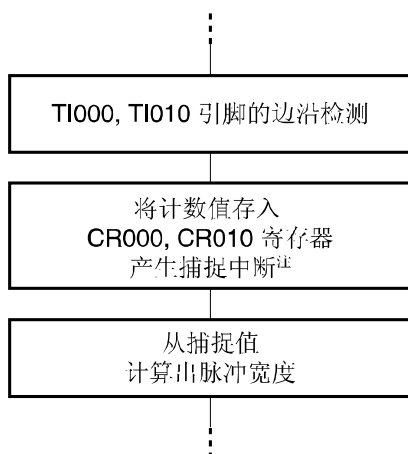 TI000, TI010 引脚的边沿检测
将计数值存入
CR000, CR010 寄存器
产生捕捉中断注
从捕捉值
计算出脉冲宽度